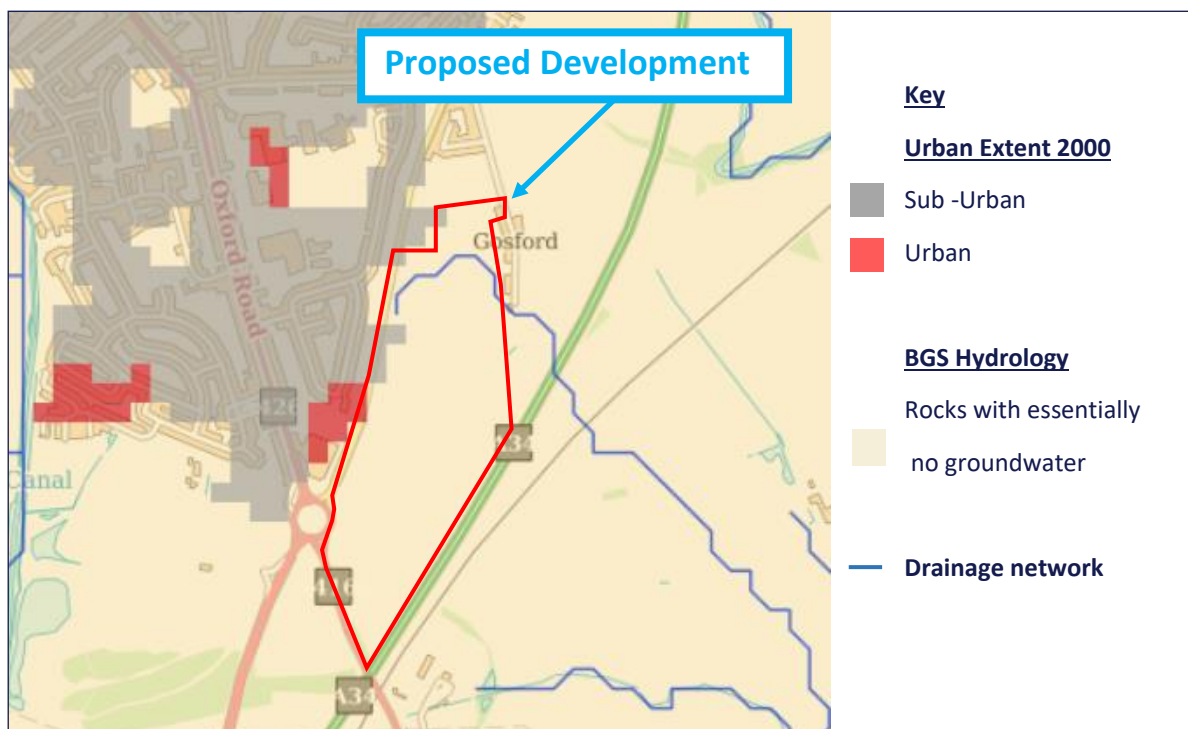 Proposed Development
Key
Urban Extent 2000
Sub -Urban
Urban
BGS Hydrology
Rocks with essentially
no groundwater
Drainage network
Oxford Road
Gosford
Canal
A34